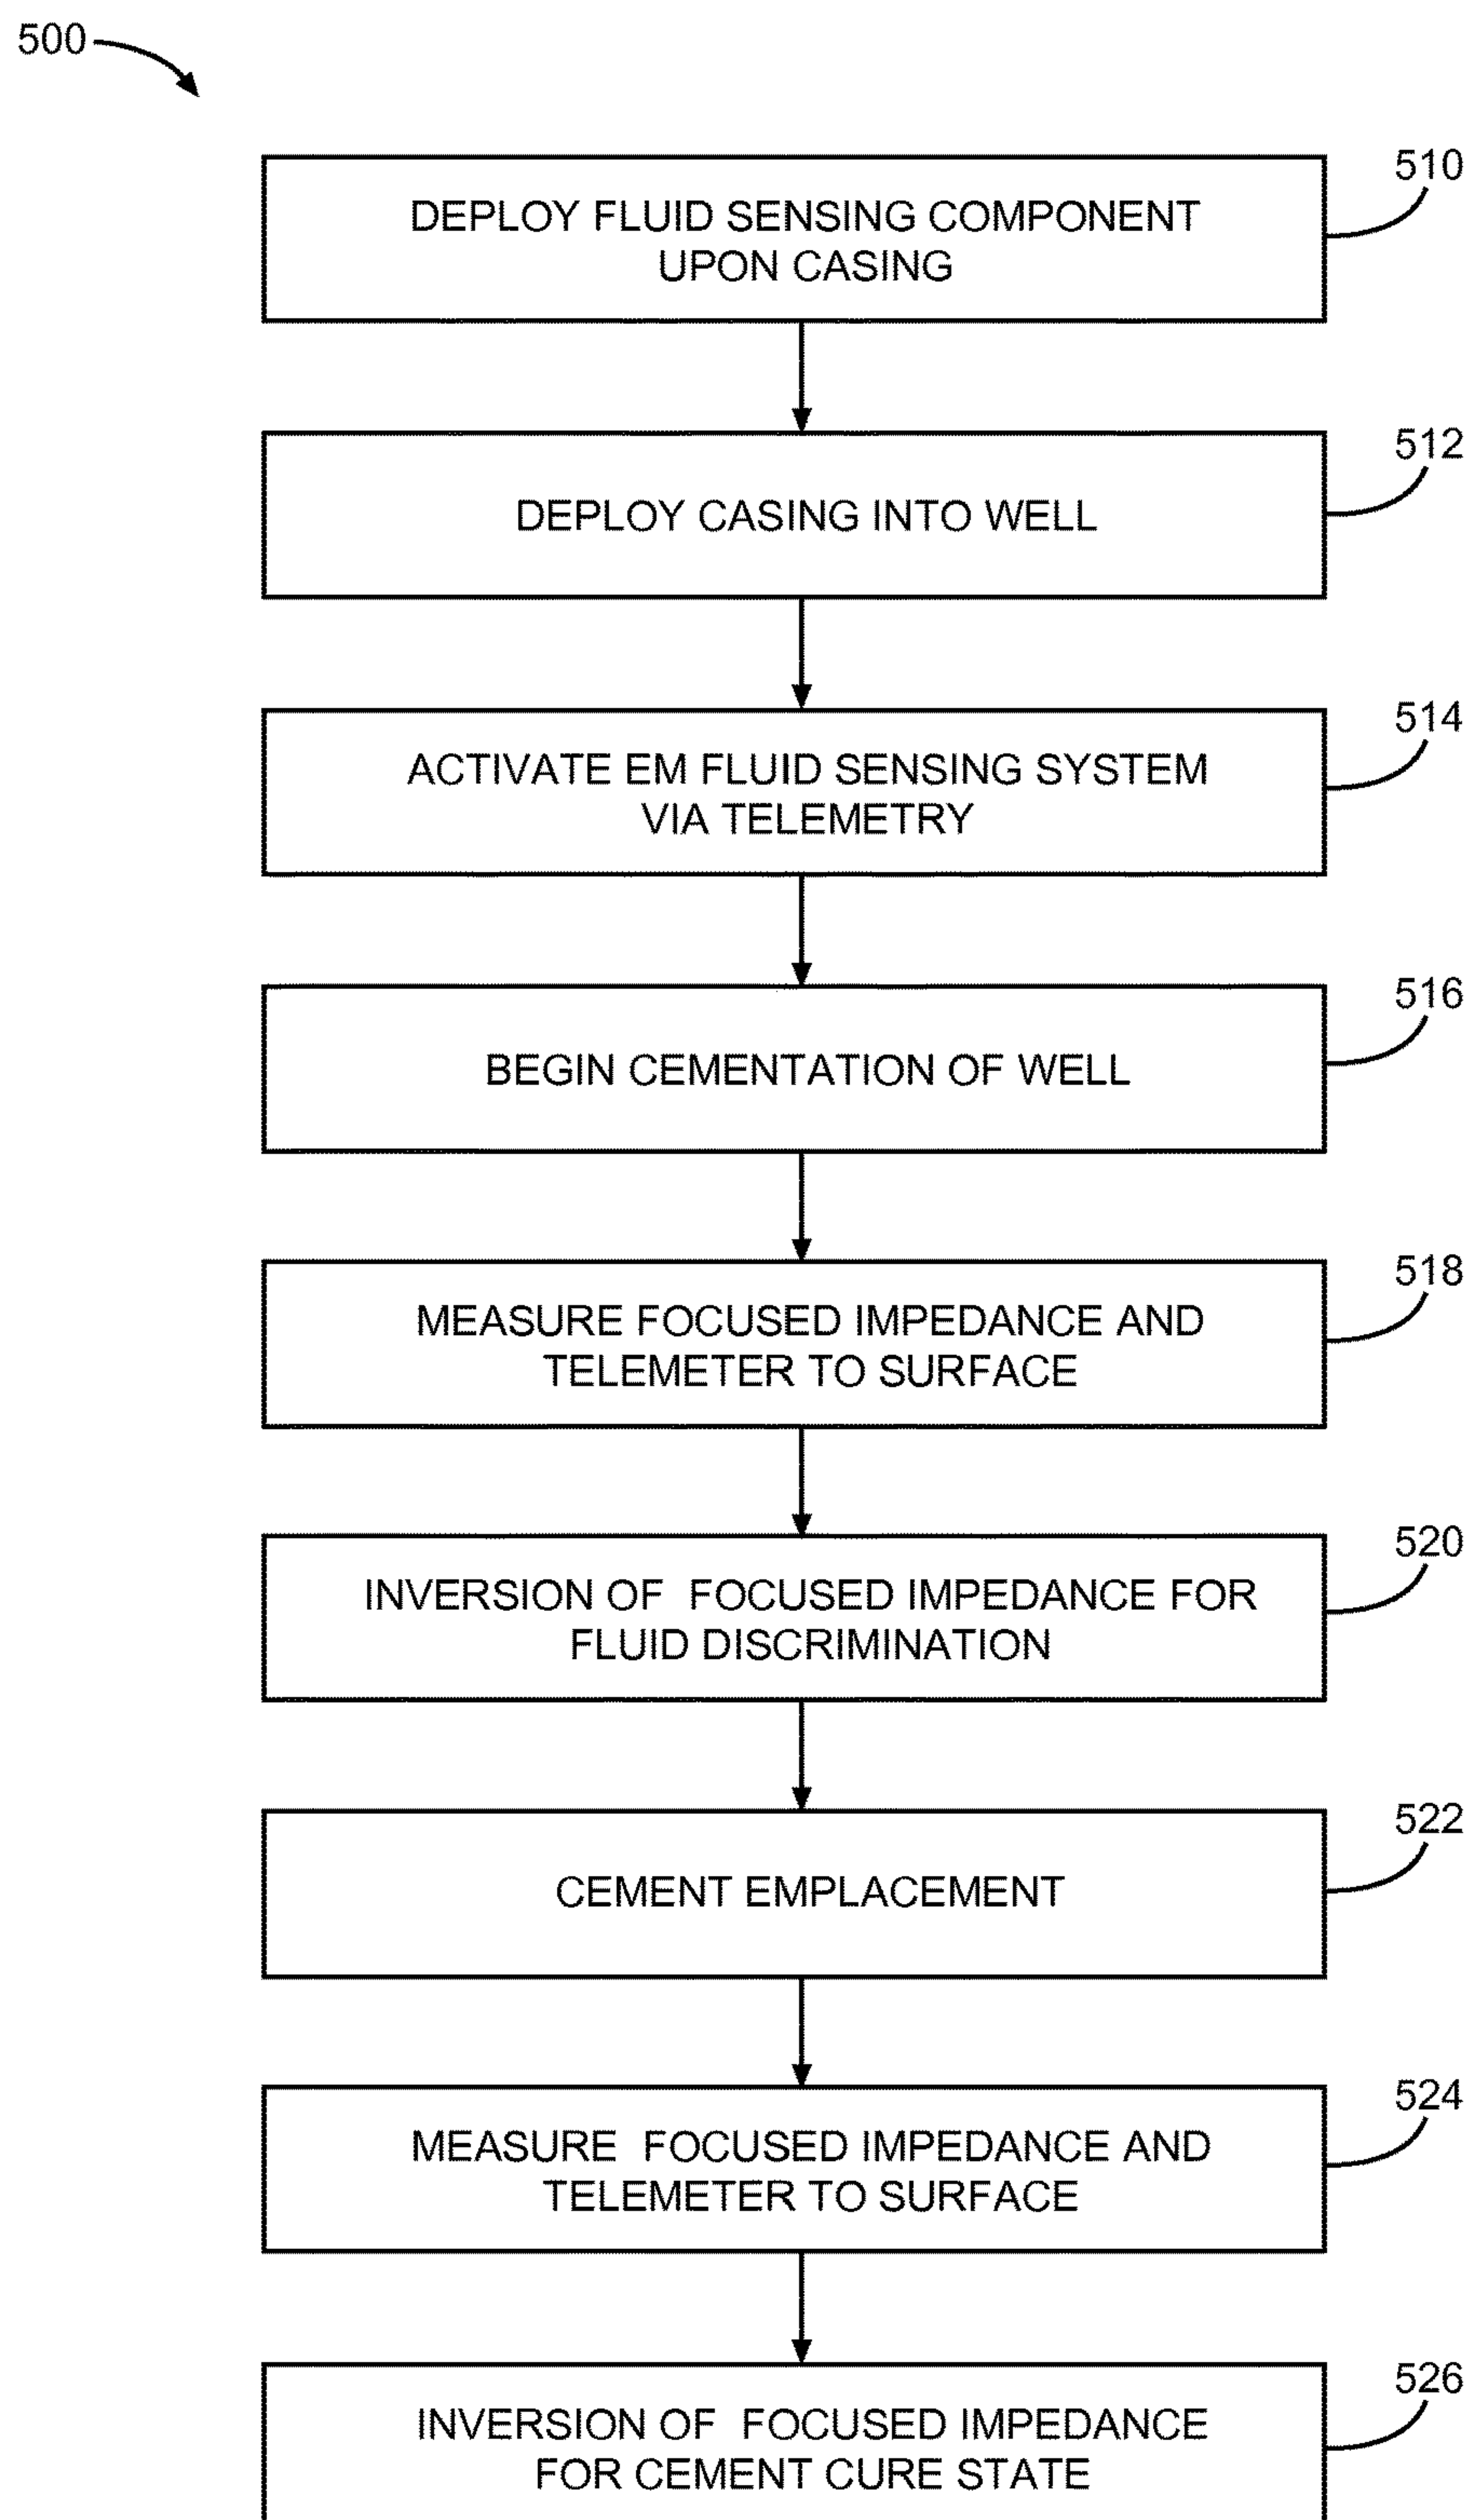 500
510
DEPLOY FLUID SENSING COMPONENT
UPON CASING
512
DEPLOY CASING INTO WELL
514
ACTIVATE EM FLUID SENSING SYSTEM
VIA TELEMETRY
516
BEGIN CEMENTATION OF WELL
518
MEASURE FOCUSED IMPEDANCE AND
TELEMETER TO SURFACE
520
INVERSION OF FOCUSED IMPEDANCE FOR
FLUID DISCRIMINATION
522
CEMENT EMPLACEMENT
524
MEASURE FOCUSED IMPEDANCE AND
TELEMETER TO SURFACE
526
INVERSION OF FOCUSED IMPEDANCE
FOR CEMENT CURE STATE